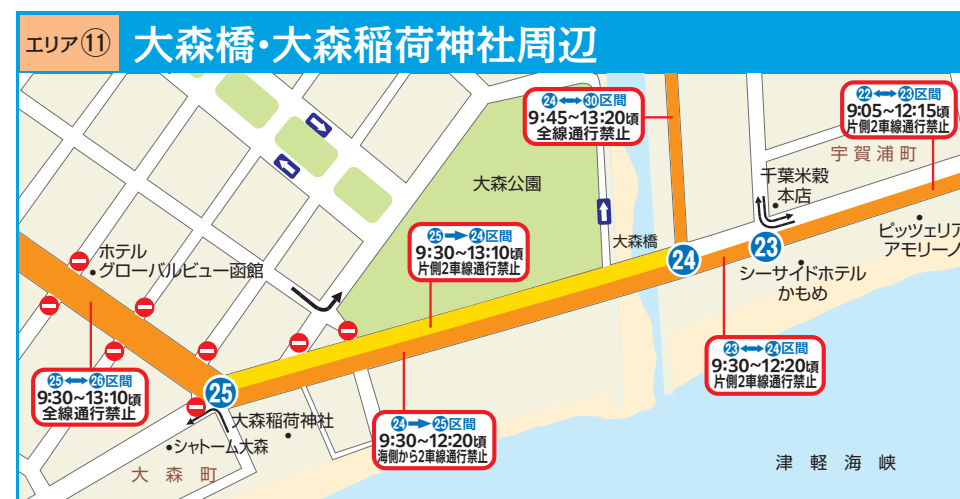 エリア⑪ 大森橋・大森稲荷神社周辺
㉔⟷㉚区間
9:45~13:20頃
全線通行禁止
㉒⟷㉓区間
9:05~12:15頃
片側2車線通行禁止
宇賀浦町
千葉米穀
本店
大森公園
ピッツェリア
アモリーノ
大森橋
㉕➡㉔区間
9:30~13:10頃
片側2車線通行禁止
㉔
㉓
シーサイドホテル
かもめ
ホテル
グローバルビュー函館
㉓⟷㉔区間
9:30~12:20頃
片側2車線通行禁止
㉕⟷㉖区間
9:30~13:10頃
全線通行禁止
㉕
大森稲荷神社
シャトーム大森
㉔➡㉕区間
9:30~12:20頃
海側から2車線通行禁止
大森町
津軽海峡